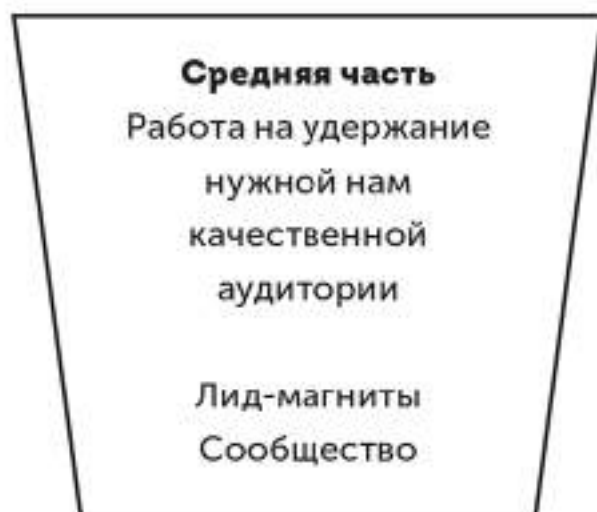 Средняя часть
Работа на удержание
нужной нам
качественной
аудитории
Лид-магниты
Сообщество